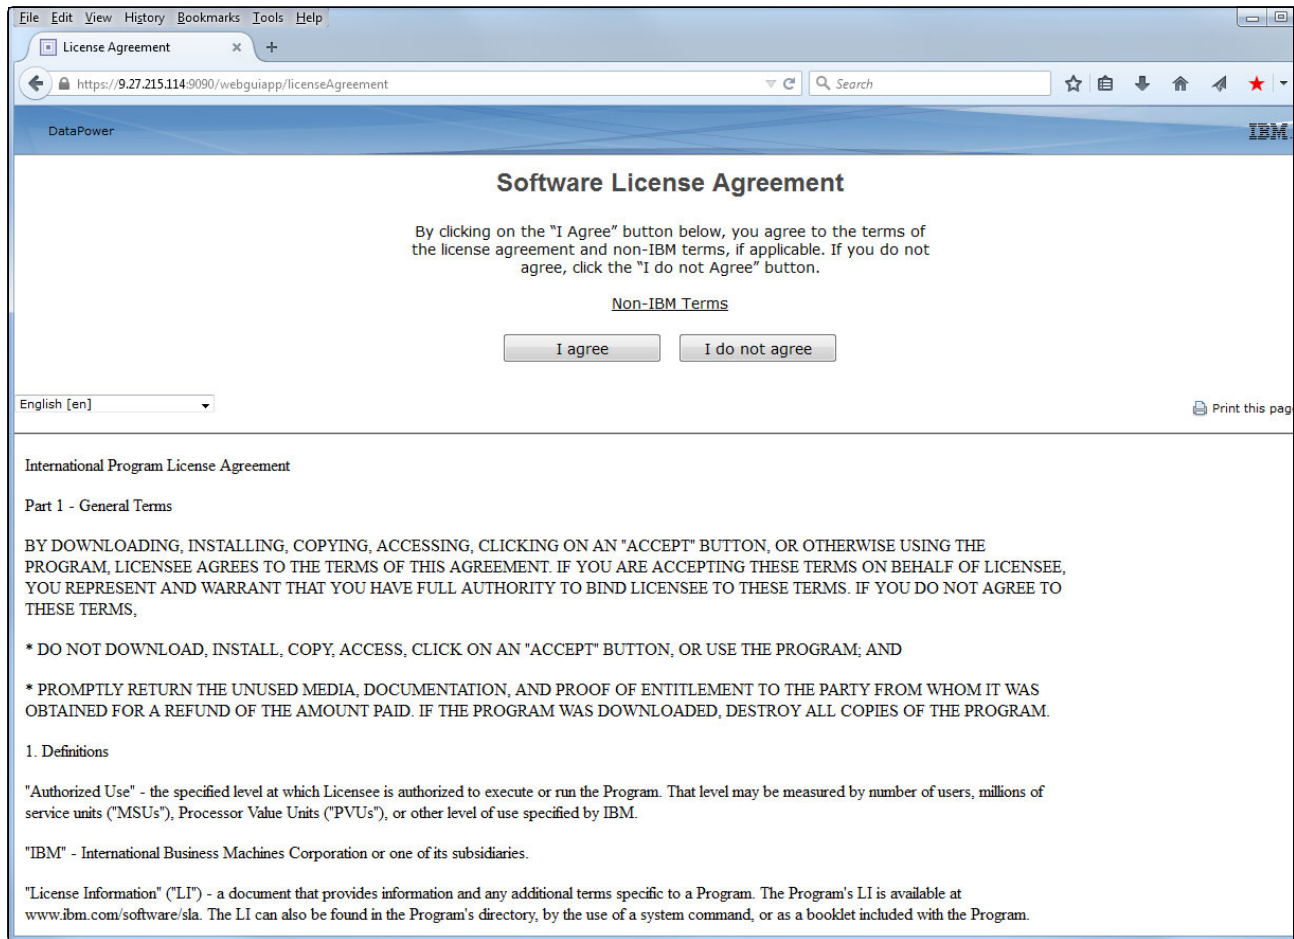 File Edit View History Bookmarks Tools Help
License Agreement
https://9.27.215.114:9090/webguiapp/licenseAgreement
Search
DataPower
IBM.
Software License Agreement
By clicking on the “I Agree” button below, you agree to the terms of
the license agreement and non-IBM terms, if applicable. If you do not
agree, click the “I do not Agree” button.
Non-IBM Terms
I agree
I do not agree
English [en]
Print this pag
International Program License Agreement
Part 1 - General Terms
BY DOWNLOADING, INSTALLING, COPYING, ACCESSING, CLICKING ON AN "ACCEPT" BUTTON, OR OTHERWISE USING THE
PROGRAM, LICENSEE AGREES TO THE TERMS OF THIS AGREEMENT. IF YOU ARE ACCEPTING THESE TERMS ON BEHALF OF LICENSEE,
YOU REPRESENT AND WARRANT THAT YOU HAVE FULL AUTHORITY TO BIND LICENSEE TO THESE TERMS. IF YOU DO NOT AGREE TO
THESE TERMS,
* DO NOT DOWNLOAD, INSTALL, COPY, ACCESS, CLICK ON AN "ACCEPT" BUTTON, OR USE THE PROGRAM; AND
* PROMPTLY RETURN THE UNUSED MEDIA, DOCUMENTATION, AND PROOF OF ENTITLEMENT TO THE PARTY FROM WHOM IT WAS
OBTAINED FOR A REFUND OF THE AMOUNT PAID. IF THE PROGRAM WAS DOWNLOADED, DESTROY ALL COPIES OF THE PROGRAM.
1. Definitions
"Authorized Use" - the specified level at which Licensee is authorized to execute or run the Program. That level may be measured by number of users, millions of
service units ("MSUs"), Processor Value Units ("PVUs"), or other level of use specified by IBM.
"IBM" - International Business Machines Corporation or one of its subsidiaries.
"License Information" ("LI") - a document that provides information and any additional terms specific to a Program. The Program's LI is available at
www.ibm.com/software/sla. The LI can also be found in the Program's directory, by the use of a system command, or as a booklet included with the Program.